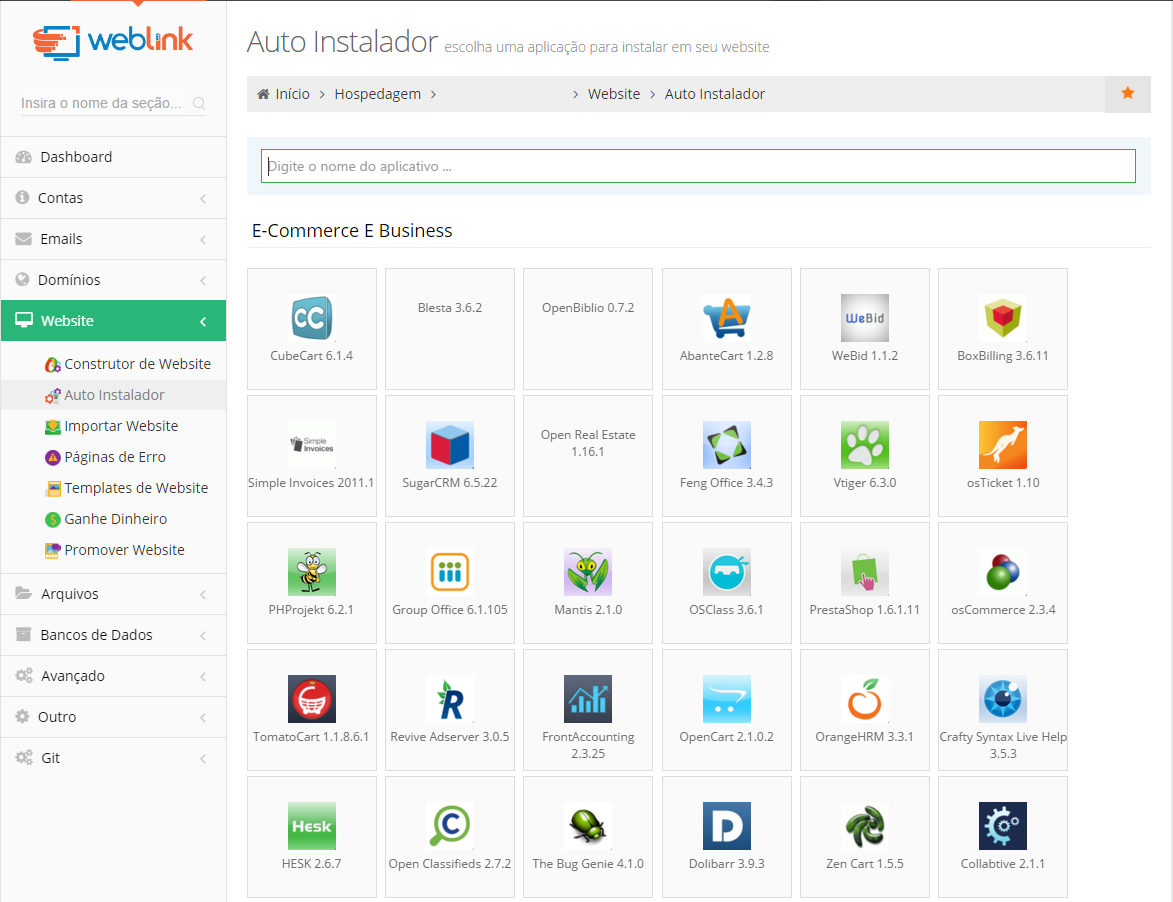 weblink
Insira o nome da seção...
Dashboard
Contas
Emails
Domínios
Website
Construtor de Website
Auto Instalador
Importar Website
Páginas de Erro
Templates de Website
Ganhe Dinheiro
Promover Website
Arquivos
Bancos de Dados
Avançado
Outro
Git
Auto Instalador escolha uma aplicação para instalar em seu website
Início > Hospedagem > > Website > Auto Instalador
Digite o nome do aplicativo ...
E-Commerce E Business
CC
CubeCart 6.1.4
Blesta 3.6.2
OpenBiblio 0.7.2
A
AbanteCart 1.2.8
WeBid
WeBid 1.1.2
BoxBilling 3.6.11
Simple
Invoices
Simple Invoices 2011.1
SugarCRM 6.5.22
Open Real Estate
1.16.1
Feng Office 3.4.3
Vtiger 6.3.0
osTicket 1.10
PHProjekt 6.2.1
Group Office 6.1.105
Mantis 2.1.0
OSClass 3.6.1
PrestaShop 1.6.1.11
osCommerce 2.3.4
TomatoCart 1.1.8.6.1
R
Revive Adserver 3.0.5
FrontAccounting
2.3.25
OpenCart 2.1.0.2
OrangeHRM 3.3.1
Crafty Syntax Live Help
3.5.3
Hesk
HESK 2.6.7
C
Open Classifieds 2.7.2
The Bug Genie 4.1.0
D
Dolibarr 3.9.3
Zen Cart 1.5.5
Collabtive 2.1.1